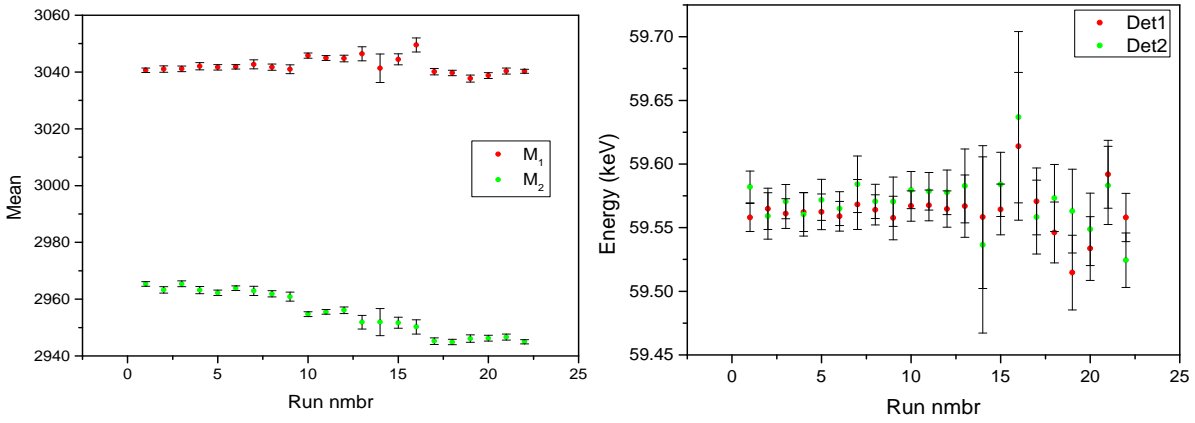 3060
3040
3020
3000
2980
2960
2940
Mean
M1
M2
0 5 10 15 20 25
Run nmbr
59.70
59.65
59.60
59.55
59.50
59.45
Energy (keV)
Det1
Det2
0 5 10 15 20 25
Run nmbr